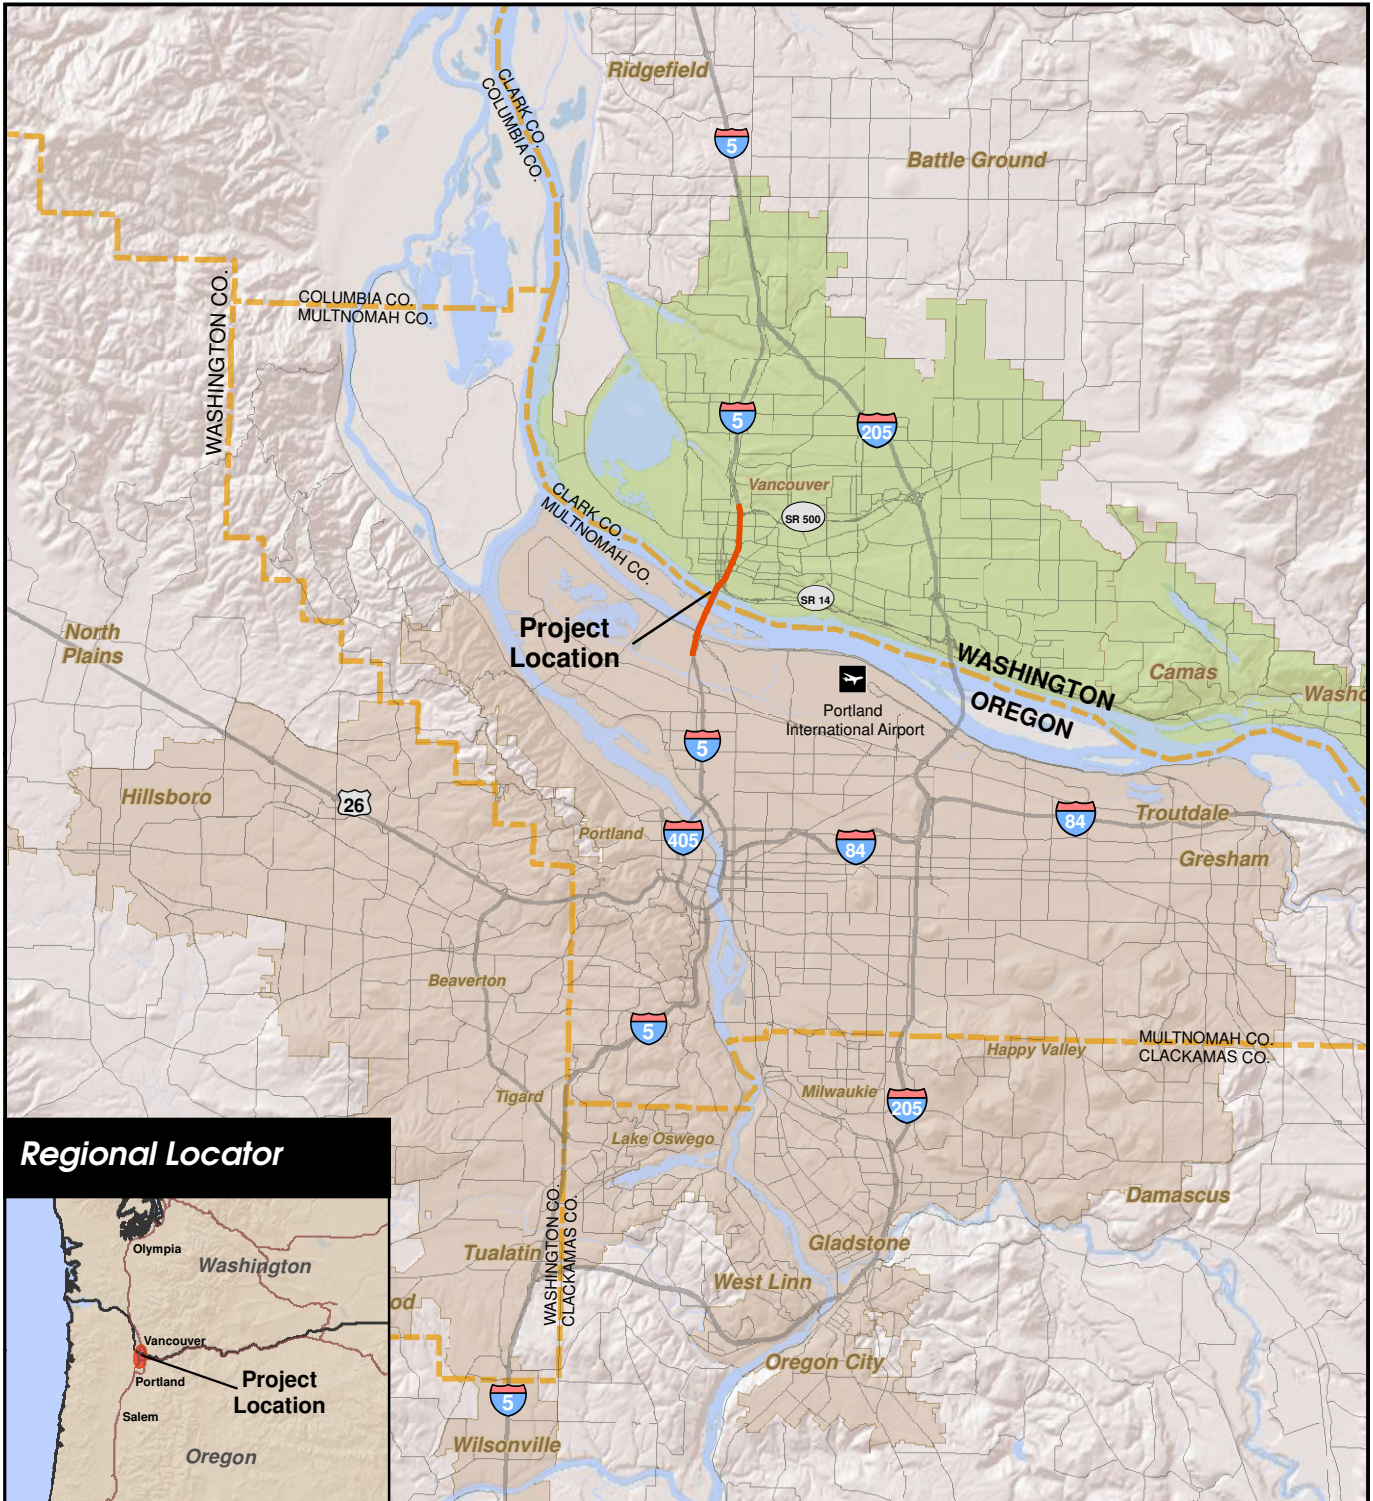 Ridgefield
CLARK CO.
COLUMBIA CO.
5
Battle Ground
WASHINGTON CO.
COLUMBIA CO.
MULTNOMAH CO.
5
205
Vancouver
SR 500
CLARK CO.
MULTNOMAH CO.
SR 14
North
Plains
Project
Location
WASHINGTON
OREGON
Camas
Portland
International Airport
5
Hillsboro
26
Portland
405
84
84
Troutdale
Gresham
Beaverton
5
MULTNOMAH CO.
CLACKAMAS CO.
Happy Valley
Tigard
Milwaukie
205
Lake Oswego
Damascus
WASHINGTON CO.
CLACKAMAS CO.
Tualatin
Gladstone
West Linn
od
Oregon City
5
Wilsonville
Regional Locator
Olympia
Washington
Vancouver
Portland
Project
Location
Salem
Oregon